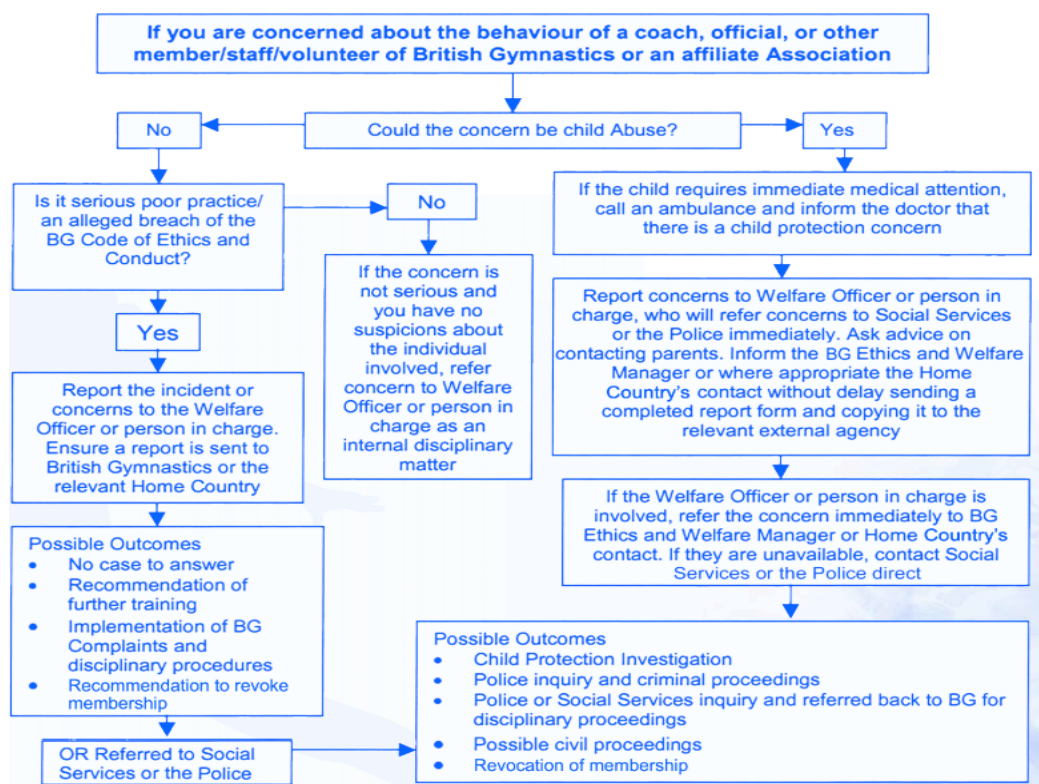 If you are concerned about the behaviour of a coach, official, or other
member/staff/volunteer of British Gymnastics or an affiliate Association
No
Could the concern be child Abuse?
Yes
Is it serious poor practice/
an alleged breach of the
BG Code of Ethics and
Conduct?
No
If the child requires immediate medical attention,
call an ambulance and inform the doctor that
there is a child protection concern
If the concern is
not serious and
you have no
suspicions about
the individual
involved, refer
concern to Welfare
Officer or person in
charge as an
internal disciplinary
matter
Yes
Report concerns to Welfare Officer or person in
charge, who will refer concerns to Social Services
or the Police immediately. Ask advice on
contacting parents. Inform the BG Ethics and Welfare
Manager or where appropriate the Home
Country's contact without delay sending a
completed report form and copying it to the
relevant external agency
Report the incident or
concerns to the Welfare
Officer or person in charge.
Ensure a report is sent to
British Gymnastics or the
relevant Home Country
If the Welfare Officer or person in charge is
involved, refer the concern immediately to BG
Ethics and Welfare Manager or Home Country's
contact. If they are unavailable, contact Social
Services or the Police direct
Possible Outcomes
• No case to answer
• Recommendation of
further training
• Implementation of BG
Complaints and
disciplinary procedures
• Recommendation to revoke
membership
Possible Outcomes
• Child Protection Investigation
• Police inquiry and criminal proceedings
• Police or Social Services inquiry and referred back to BG for
disciplinary proceedings
• Possible civil proceedings
• Revocation of membership
OR Referred to Social
Services or the Police